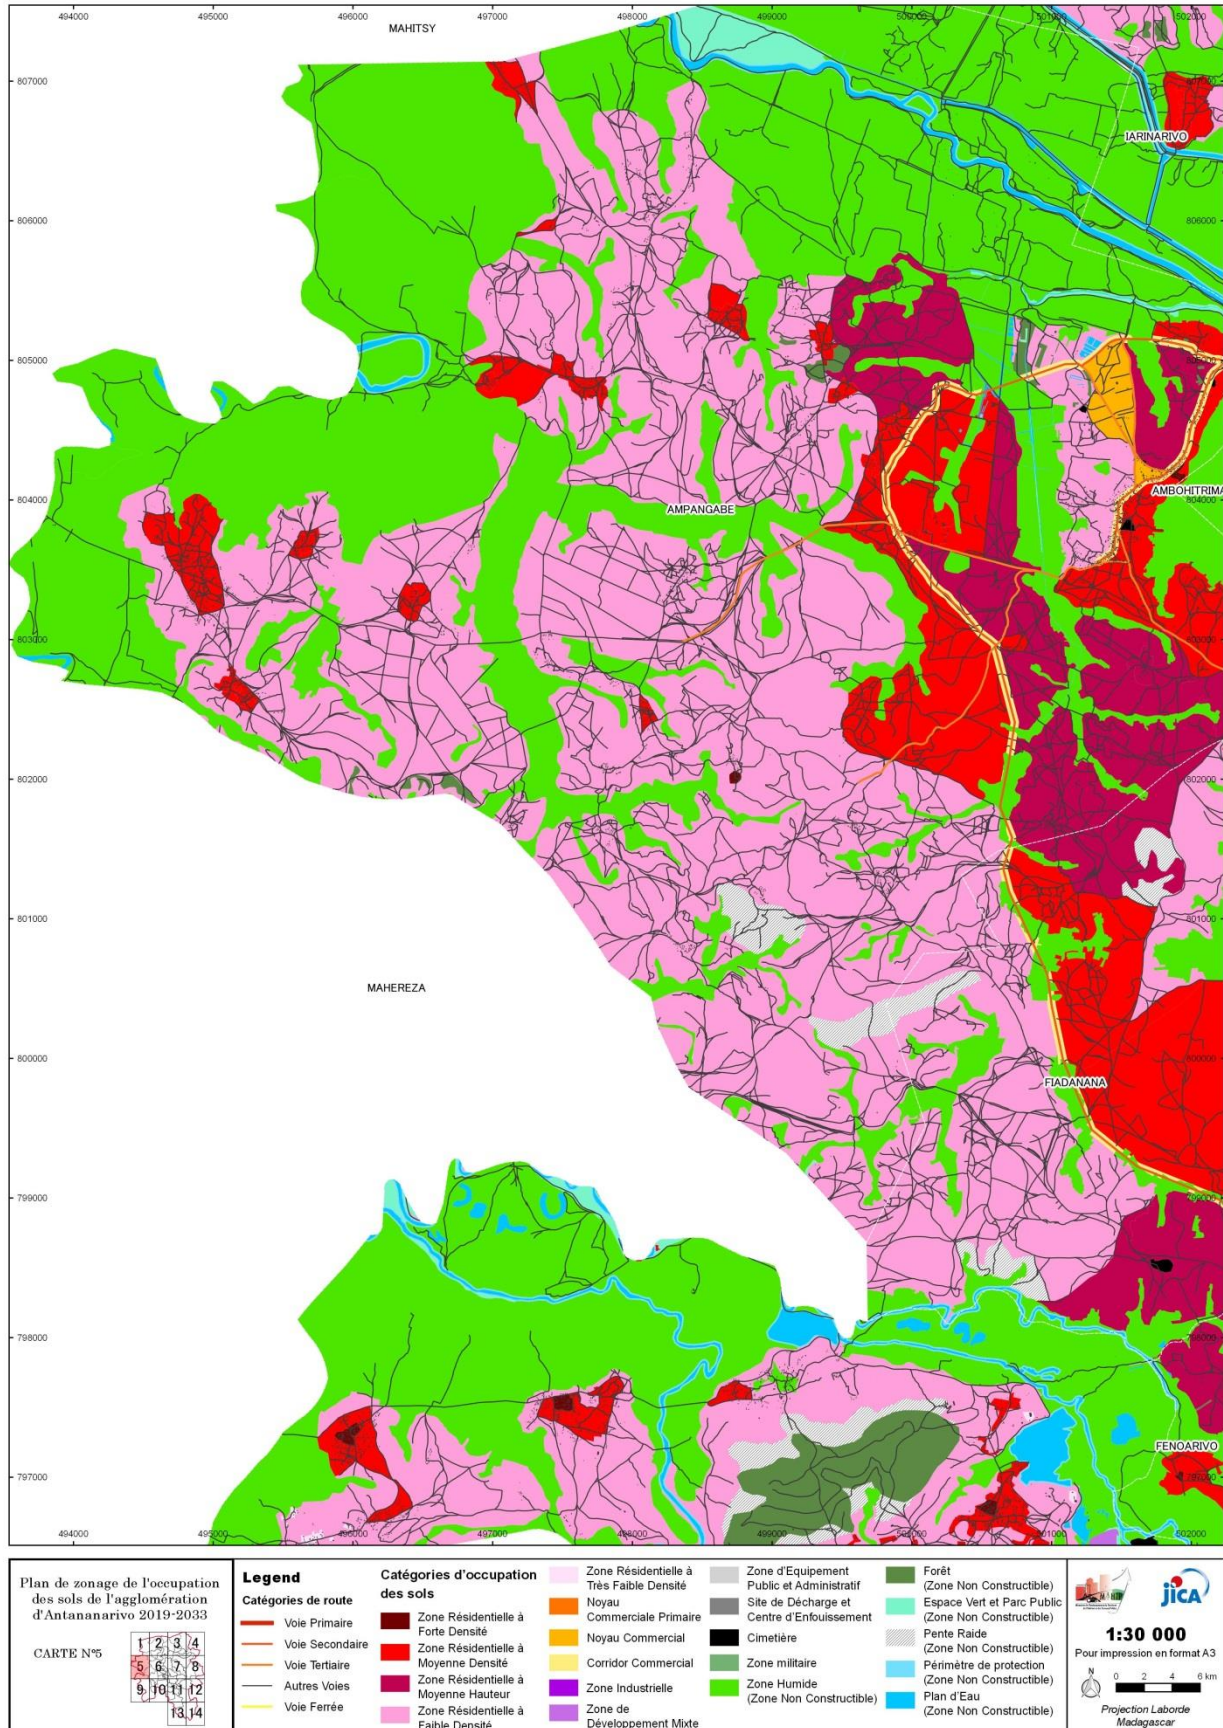 494000
495000
496000
497000
498000
499000
500000
501000
502000
MAHITSY
807000
807000
IARINARIVO
806000
806000
805000
805000
804000
AMPANGABE
AMBOHITRIMA
804000
803000
803000
802000
802000
801000
801000
MAHEREZA
800000
800000
FIADANANA
799000
799000
798000
798000
FENOARIVO
797000
797000
494000
495000
496000
497000
498000
499000
500000
501000
502000
Plan de zonage de l'occupation
des sols de l'agglomération
d'Antananarivo 2019-2033
CARTE N°5
1 2 3 4
5 6 7 8
9 10 11 12
13 14
Legend
Catégories de route
Voie Primaire
Voie Secondaire
Voie Tertiaire
Autres Voies
Voie Ferrée
Catégories d'occupation
des sols
Zone Résidentielle à
Forte Densité
Zone Résidentielle à
Moyenne Densité
Zone Résidentielle à
Moyenne Hauteur
Zone Résidentielle à
Faible Densité
Zone Résidentielle à
Très Faible Densité
Noyau
Commerciale Primaire
Noyau Commercial
Corridor Commercial
Zone Industrielle
Zone de
Développement Mixte
Zone d'Equipement
Public et Administratif
Site de Décharge et
Centre d'Enfouissement
Cimetière
Zone militaire
Zone Humide
(Zone Non Constructible)
Forêt
(Zone Non Constructible)
Espace Vert et Parc Public
(Zone Non Constructible)
Pente Raide
(Zone Non Constructible)
Périmètre de protection
(Zone Non Constructible)
Plan d'Eau
(Zone Non Constructible)
JICA
1:30 000
Pour impression en format A3
N
0 2 4 6 km
Projection Laborde
Madagascar